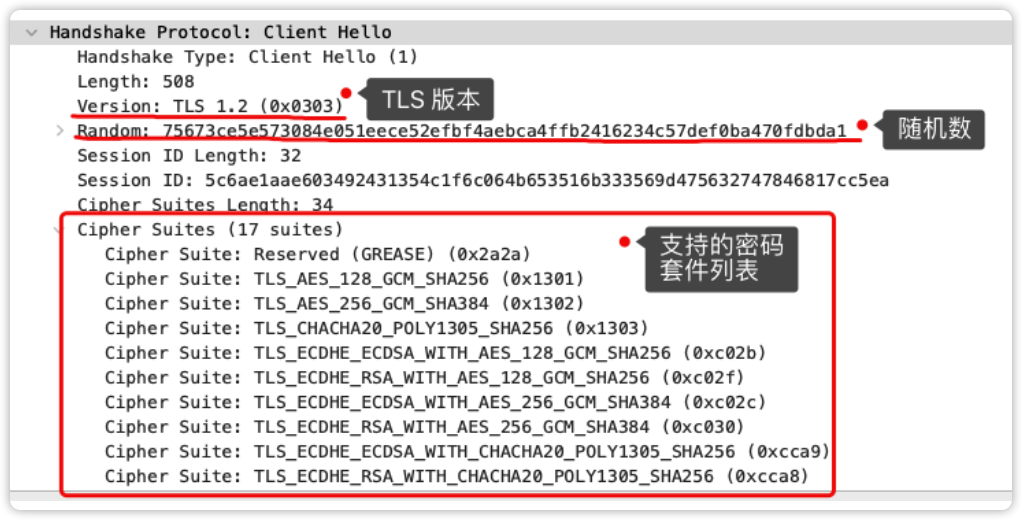 Handshake Protocol: Client Hello
Handshake Type: Client Hello (1)
Length: 508
Version: TLS 1.2 (0x0303)
TLS 版本
Random: 75673ce5e573084e051eece52efbf4aebca4ffb2416234c57def0ba470fdbda1
随机数
Session ID Length: 32
Session ID: 5c6ae1aae603492431354c1f6c064b653516b333569d475632747846817cc5ea
Cipher Suites Length: 34
Cipher Suites (17 suites)
支持的密码
套件列表
Cipher Suite: Reserved (GREASE) (0x2a2a)
Cipher Suite: TLS_AES_128_GCM_SHA256 (0x1301)
Cipher Suite: TLS_AES_256_GCM_SHA384 (0x1302)
Cipher Suite: TLS_CHACHA20_POLY1305_SHA256 (0x1303)
Cipher Suite: TLS_ECDHE_ECDSA_WITH_AES_128_GCM_SHA256 (0xc02b)
Cipher Suite: TLS_ECDHE_RSA_WITH_AES_128_GCM_SHA256 (0xc02f)
Cipher Suite: TLS_ECDHE_ECDSA_WITH_AES_256_GCM_SHA384 (0xc02c)
Cipher Suite: TLS_ECDHE_RSA_WITH_AES_256_GCM_SHA384 (0xc030)
Cipher Suite: TLS_ECDHE_ECDSA_WITH_CHACHA20_POLY1305_SHA256 (0xcca9)
Cipher Suite: TLS_ECDHE_RSA_WITH_CHACHA20_POLY1305_SHA256 (0xcca8)